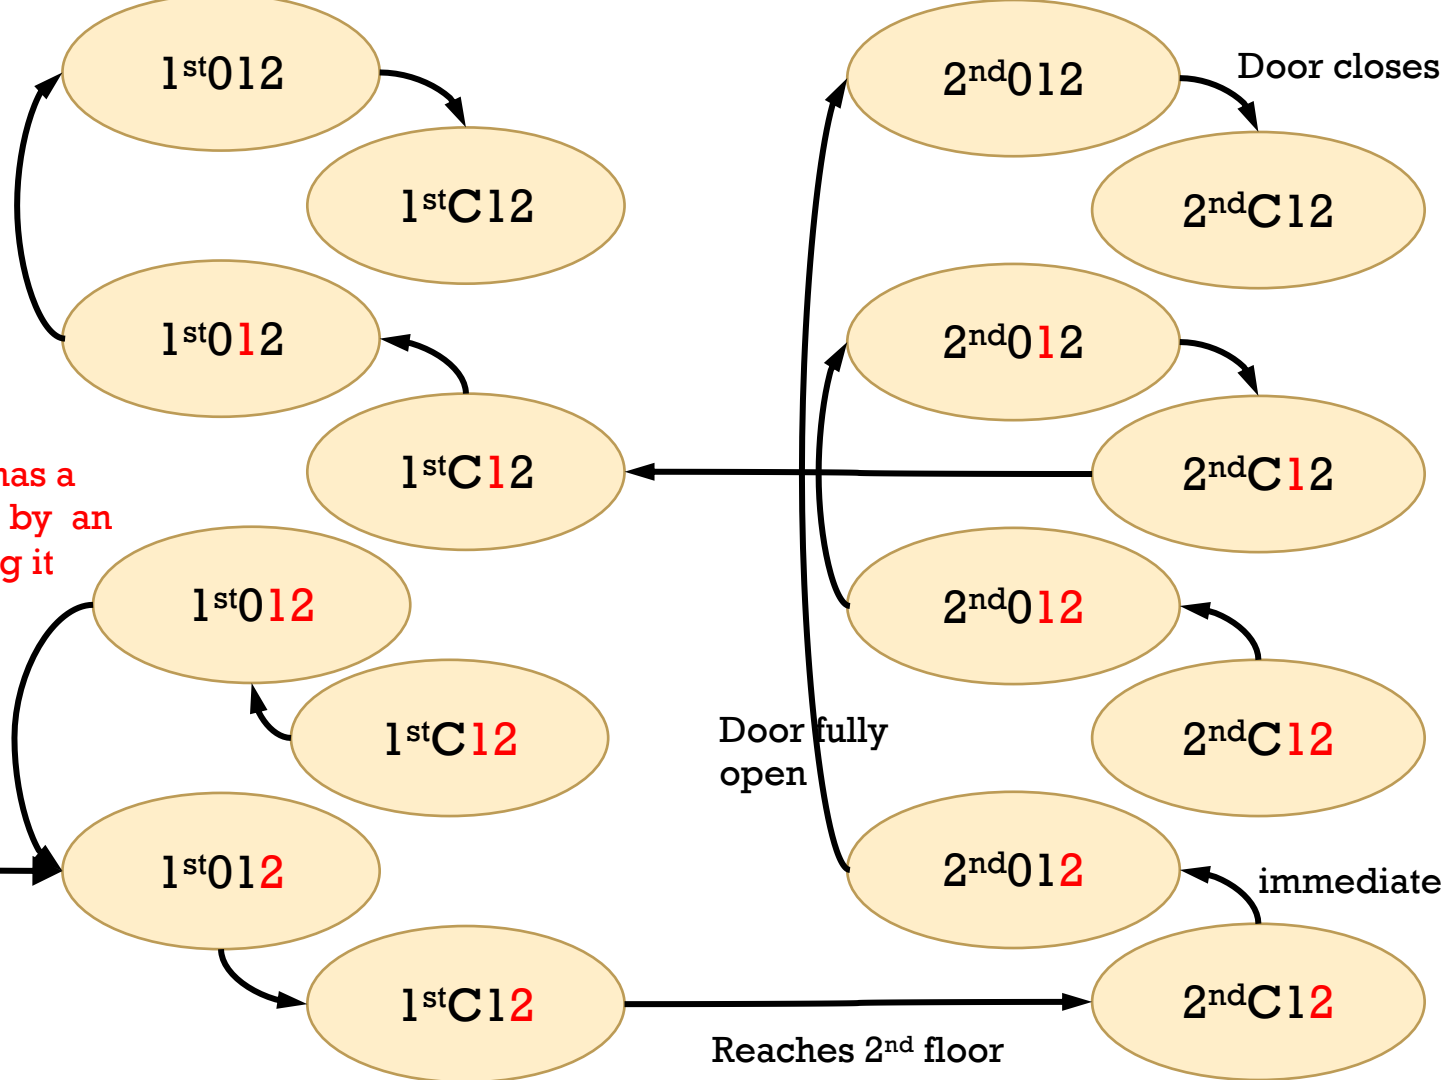 1st012
2nd012
Door closes
1stC12
2ndC12
1st012
2nd012
1stC12
2ndC12
has a
by an
g it
1st012
2nd012
1stC12
Door fully
open
2ndC12
1st012
2nd012
immediate
1stC12
2ndC12
Reaches 2nd floor